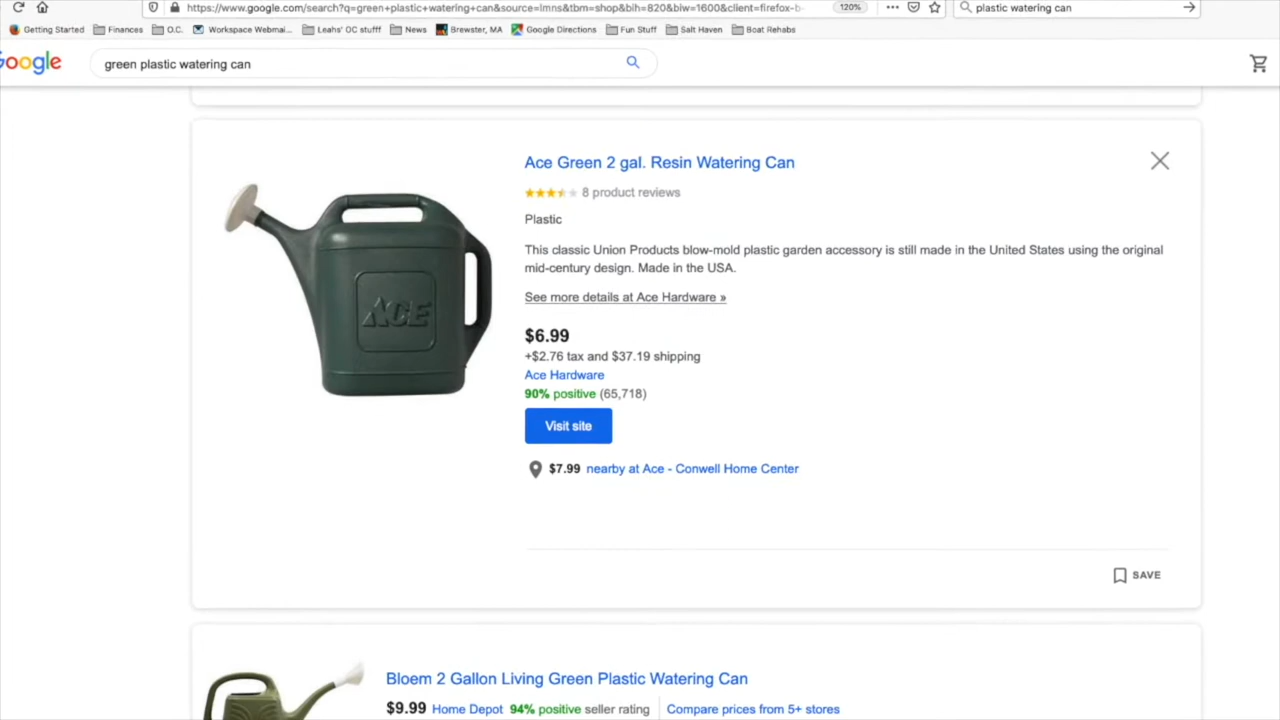 https://www.google.com/search?q=green+plastic+watering+can&source=lmns&tbm=shop&bih=820&biw=1600&client=firefox-b-
120%
plastic watering can
Getting Started Finances O.C. Workspace Webmai... Leahs' OC stufff News Brewster, MA Google Directions Fun Stuff Salt Haven Boat Rehabs
Google
green plastic watering can
Ace Green 2 gal. Resin Watering Can
8 product reviews
Plastic
This classic Union Products blow-mold plastic garden accessory is still made in the United States using the original
mid-century design. Made in the USA.
See more details at Ace Hardware »
ACE
$6.99
+$2.76 tax and $37.19 shipping
Ace Hardware
90% positive (65,718)
Visit site
$7.99 nearby at Ace - Conwell Home Center
SAVE
Bloem 2 Gallon Living Green Plastic Watering Can
$9.99 Home Depot 94% positive seller rating Compare prices from 5+ stores